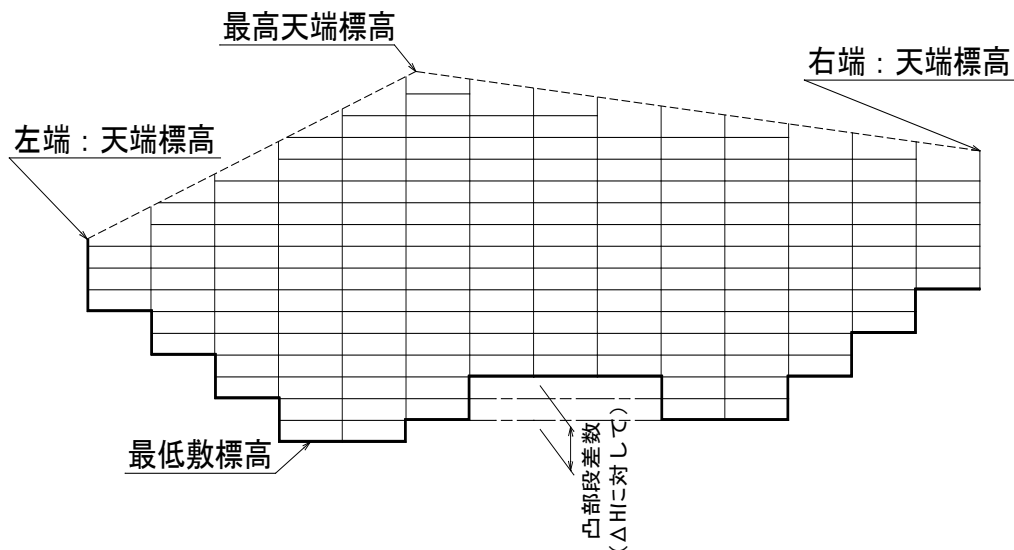 最高天端標高
右端：天端標高
左端：天端標高
最低敷標高
凸部段差数
(△Hに対して)